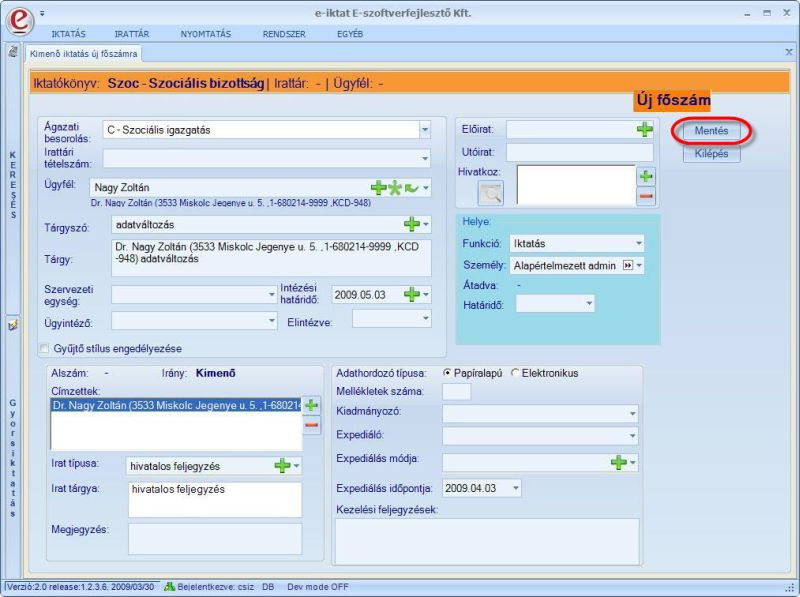 e-iktat E-szoftverfejlesztő Kft.
IKTATÁS IRATTÁR NYOMTATÁS RENDSZER EGYÉB
Kimenő iktatás új főszámra
Iktatókönyv: Szoc - Szociális bizottság | Irattár: - | Ügyfél: -
Új főszám
Mentés
Kilépés
KERESÉS
Gyorsiktatás
Ágazati besorolás: C - Szociális igazgatás
Irattári tételszám:
Ügyfél: Nagy Zoltán
Dr. Nagy Zoltán (3533 Miskolc Jegenye u. 5. ,1-680214-9999 ,KCD-948)
Tárgyszó: adatváltozás
Tárgy: Dr. Nagy Zoltán (3533 Miskolc Jegenye u. 5. ,1-680214-9999 ,KCD
-948) adatváltozás
Szervezeti egység:
Intézési határidő: 2009.05.03
Ügyintéző:
Elintézve:
Gyűjtő stílus engedélyezése
Előirat:
Utóirat:
Hivatkoz:
Helye:
Funkció: Iktatás
Személy: Alapértelmezett admin
Átadva: -
Határidő:
Alszám: - Irány: Kimenő
Címzettek:
Dr. Nagy Zoltán (3533 Miskolc Jegenye u. 5. ,1-680214
Irat típusa: hivatalos feljegyzés
Irat tárgya: hivatalos feljegyzés
Megjegyzés:
Adathordozó típusa: Papíralapú Elektronikus
Mellékletek száma:
Kiadmányozó:
Expediáló:
Expediálás módja:
Expediálás időpontja: 2009.04.03
Kezelési feljegyzések:
Verzió:2.0 release:1.2.3.6, 2009/03/30 Bejelentkezve: csiz DB Dev mode OFF